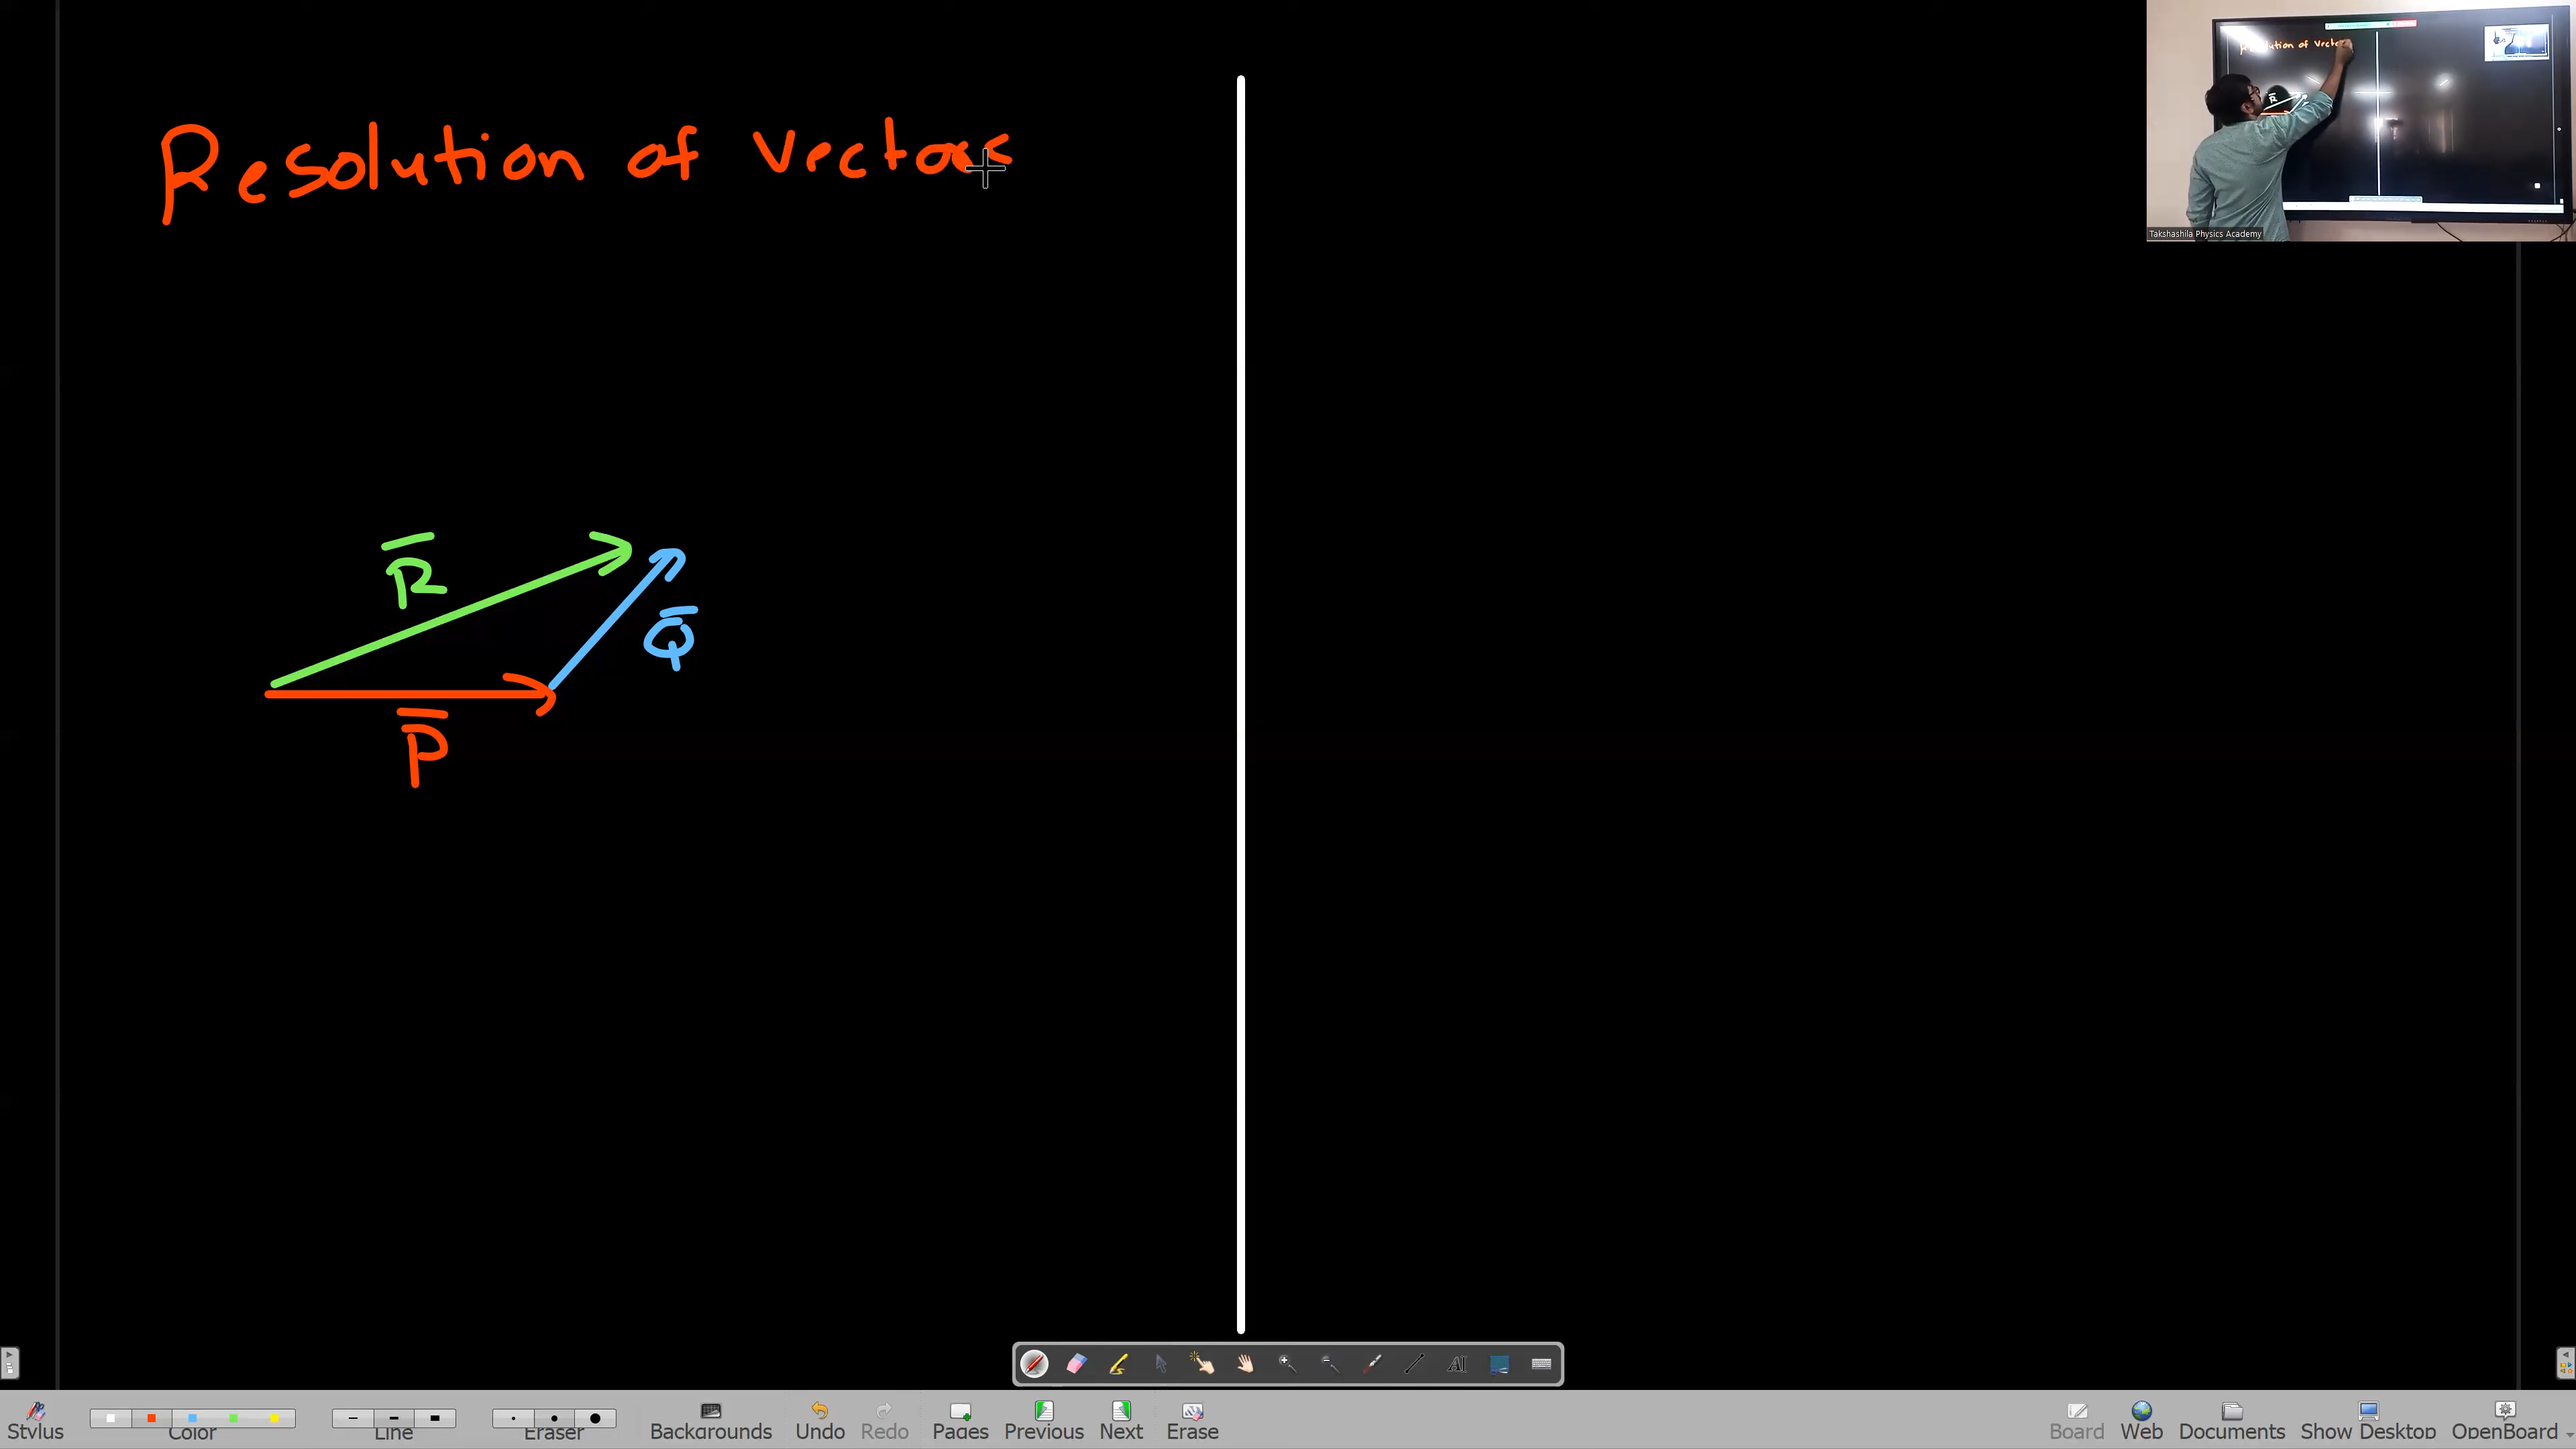 Resolution of Vectors
Takshashila Physics Academy
R
Q
P
Stylus
Color
Line
Eraser
Backgrounds
Undo
Redo
Pages
Previous
Next
Erase
Board
Web
Documents
Show Desktop
OpenBoard